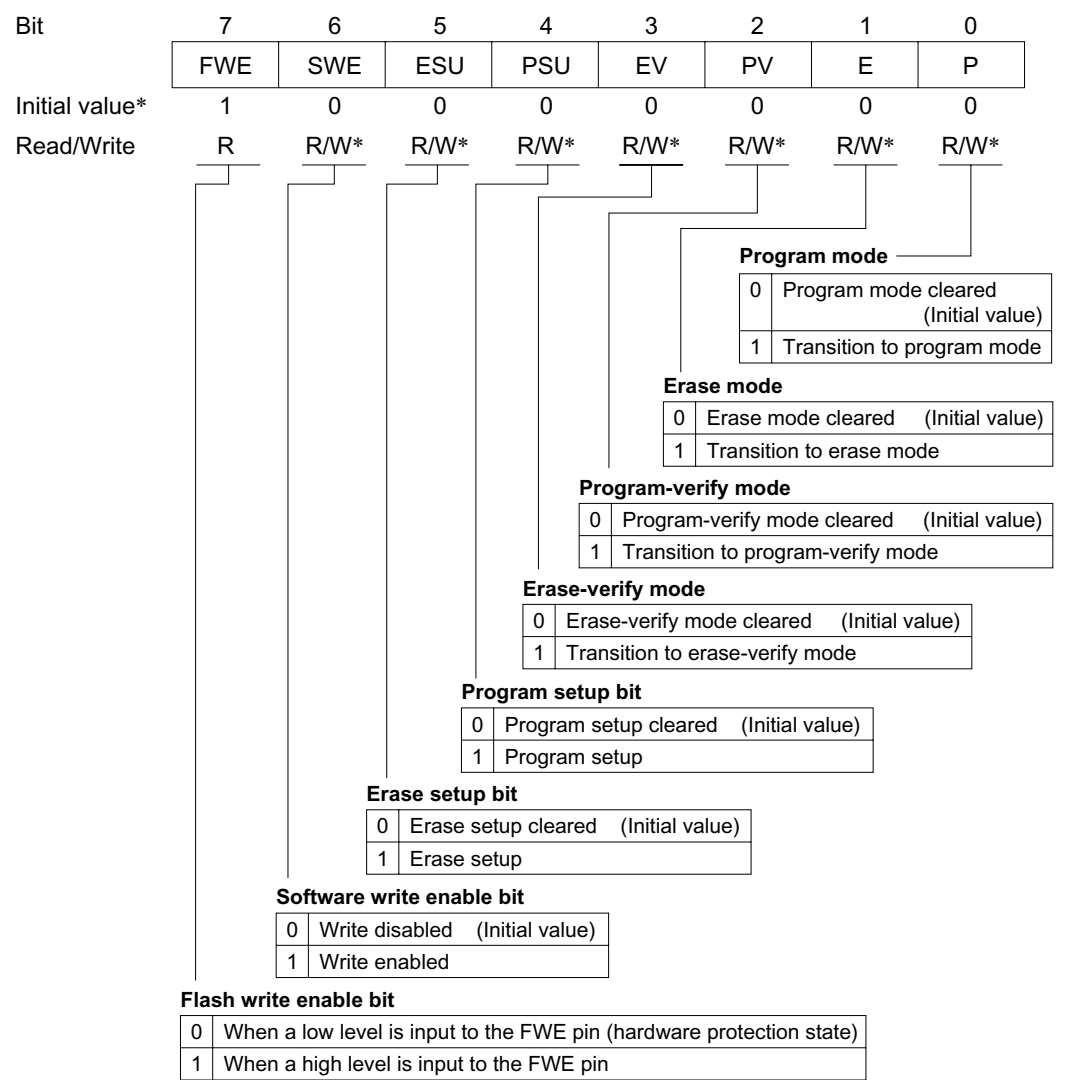 Bit 7 6 5 4 3 2 1 0
FWE SWE ESU PSU EV PV E P
Initial value* 1 0 0 0 0 0 0 0
Read/Write R R/W* R/W* R/W* R/W* R/W* R/W* R/W*
Program mode
0 Program mode cleared
(Initial value)
1 Transition to program mode
Erase mode
0 Erase mode cleared (Initial value)
1 Transition to erase mode
Program-verify mode
0 Program-verify mode cleared (Initial value)
1 Transition to program-verify mode
Erase-verify mode
0 Erase-verify mode cleared (Initial value)
1 Transition to erase-verify mode
Program setup bit
0 Program setup cleared (Initial value)
1 Program setup
Erase setup bit
0 Erase setup cleared (Initial value)
1 Erase setup
Software write enable bit
0 Write disabled (Initial value)
1 Write enabled
Flash write enable bit
0 When a low level is input to the FWE pin (hardware protection state)
1 When a high level is input to the FWE pin